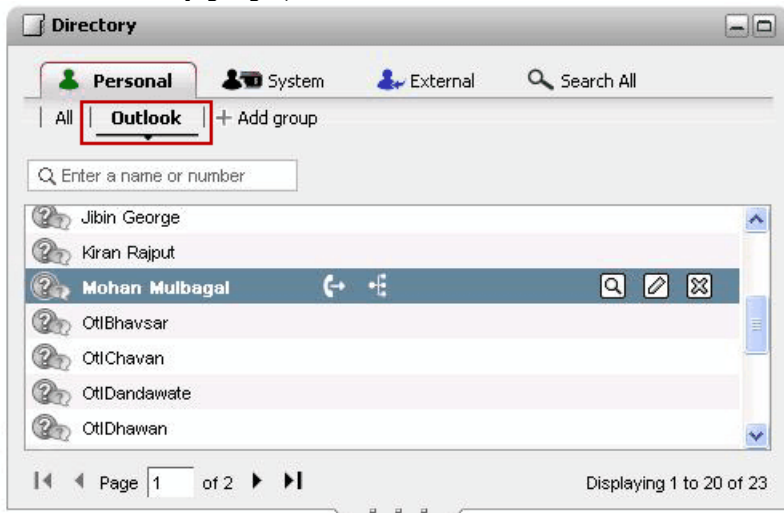 Directory
Personal System External Search All
All Outlook + Add group
Enter a name or number
Jibin George
Kiran Rajput
Mohan Mulbagal
OtlBhavsar
OtlChavan
OtlDandawate
OtlDhawan
Page 1 of 2 Displaying 1 to 20 of 23